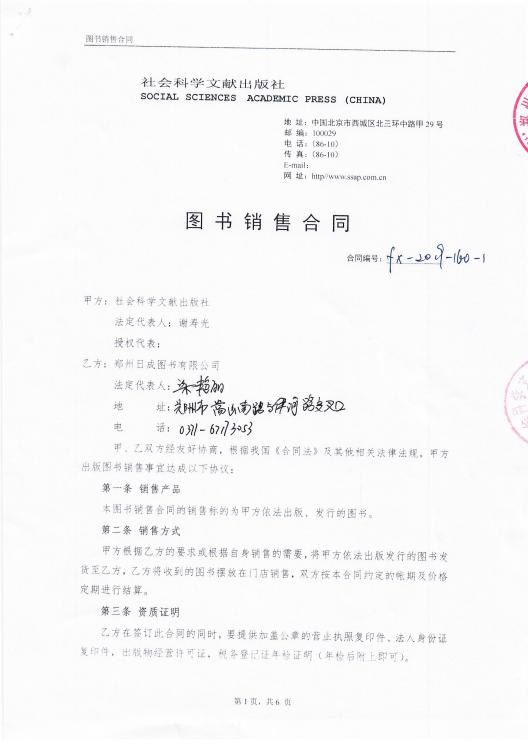 图书销售合同
社会科学文献出版社
SOCIAL SCIENCES ACADEMIC PRESS (CHINA)
地 址：中国北京市西城区北三环中路甲 29 号
邮 编：100029
电 话：(86-10)
传 真：(86-10)
E-mail:
网 址：http//www.ssap.com.cn
图 书 销 售 合 同
合同编号：fx-2019-160-1
甲方：社会科学文献出版社
法定代表人：谢寿光
授权代表：
乙方：郑州日成图书有限公司
法定代表人：
地 址：郑州市嵩山南路与伊河路交叉口
电 话：0371-67173053
甲、乙双方经友好协商，根据我国《合同法》及其他相关法律法规，甲方
出版图书销售事宜达成以下协议：
第一条 销售产品
本图书销售合同的销售标的为甲方依法出版、发行的图书。
第二条 销售方式
甲方根据乙方的要求或根据自身销售的需要，将甲方依法出版发行的图书发
货至乙方，乙方将收到的图书摆放在门店销售，双方按本合同约定的帐期及价格
定期进行结算。
第三条 资质证明
乙方在签订此合同的同时，要提供加盖公章的营业执照复印件、法人身份证
复印件，出版物经营许可证，税务登记证年检证明（年检后附上即可）。
第 1 页，共 6 页